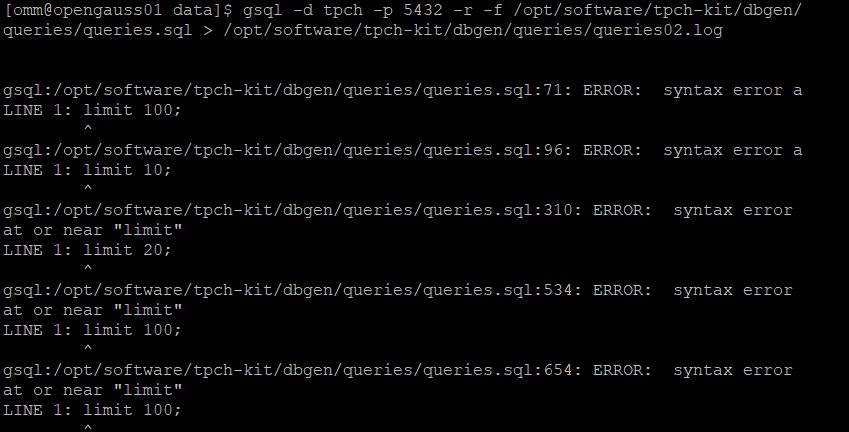 [omm@opengauss01 data]$ gsql -d tpch -p 5432 -r -f /opt/software/tpch-kit/dbgen/
queries/queries.sql > /opt/software/tpch-kit/dbgen/queries/queries02.log
gsql:/opt/software/tpch-kit/dbgen/queries/queries.sql:71: ERROR:  syntax error a
LINE 1: limit 100;
        ^
gsql:/opt/software/tpch-kit/dbgen/queries/queries.sql:96: ERROR:  syntax error a
LINE 1: limit 10;
        ^
gsql:/opt/software/tpch-kit/dbgen/queries/queries.sql:310: ERROR:  syntax error
at or near "limit"
LINE 1: limit 20;
        ^
gsql:/opt/software/tpch-kit/dbgen/queries/queries.sql:534: ERROR:  syntax error
at or near "limit"
LINE 1: limit 100;
        ^
gsql:/opt/software/tpch-kit/dbgen/queries/queries.sql:654: ERROR:  syntax error
at or near "limit"
LINE 1: limit 100;
        ^